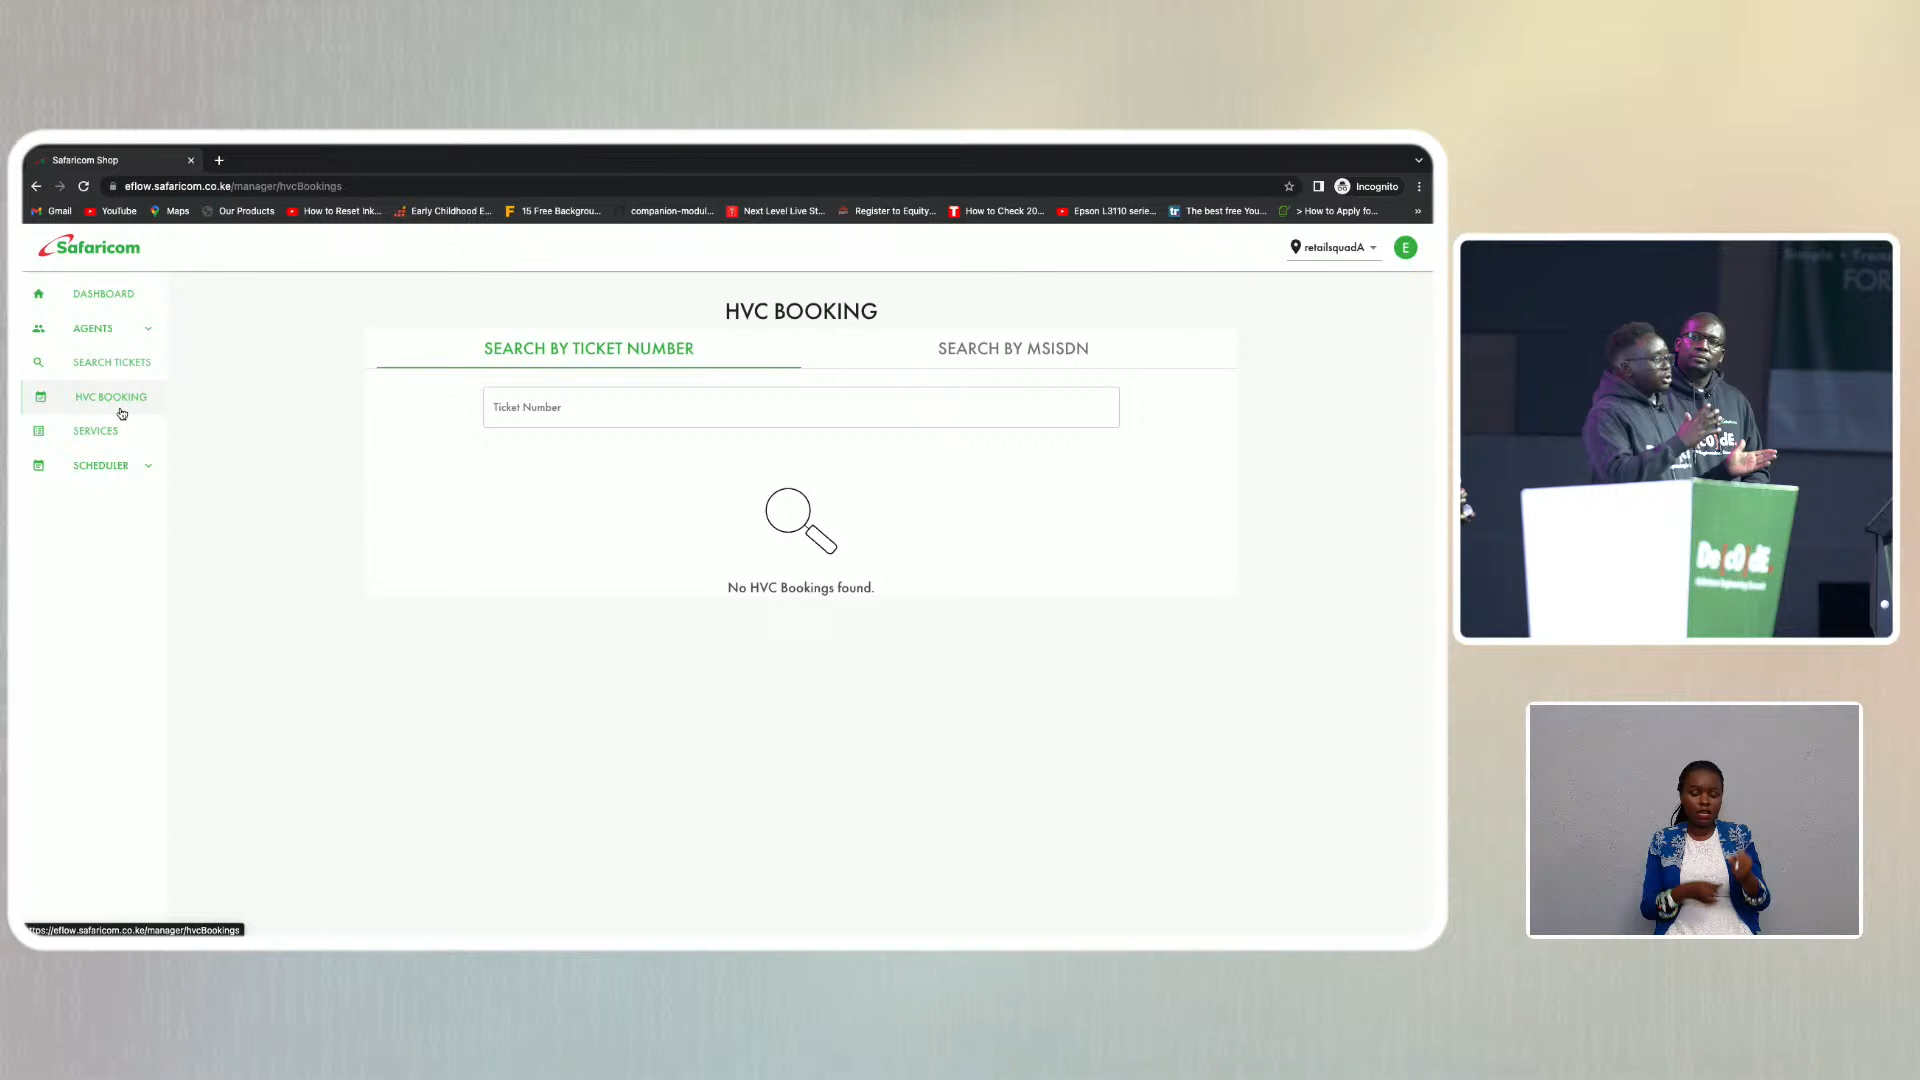 Safaricom Shop
eflow.safaricom.co.ke/manager/hvcBookings
Incognito
Gmail
YouTube
Maps
Our Products
How to Reset Ink...
Early Childhood E...
15 Free Backgrou...
companion-modul...
Next Level Live St...
Register to Equity...
How to Check 20...
Epson L3110 serie...
The best free You...
> How to Apply fo...
»
Safaricom
retailsquadA
E
DASHBOARD
AGENTS
SEARCH TICKETS
HVC BOOKING
SERVICES
SCHEDULER
HVC BOOKING
SEARCH BY TICKET NUMBER
SEARCH BY MSISDN
Ticket Number
No HVC Bookings found.
ttps://eflow.safaricom.co.ke/manager/hvcBookings
FOR